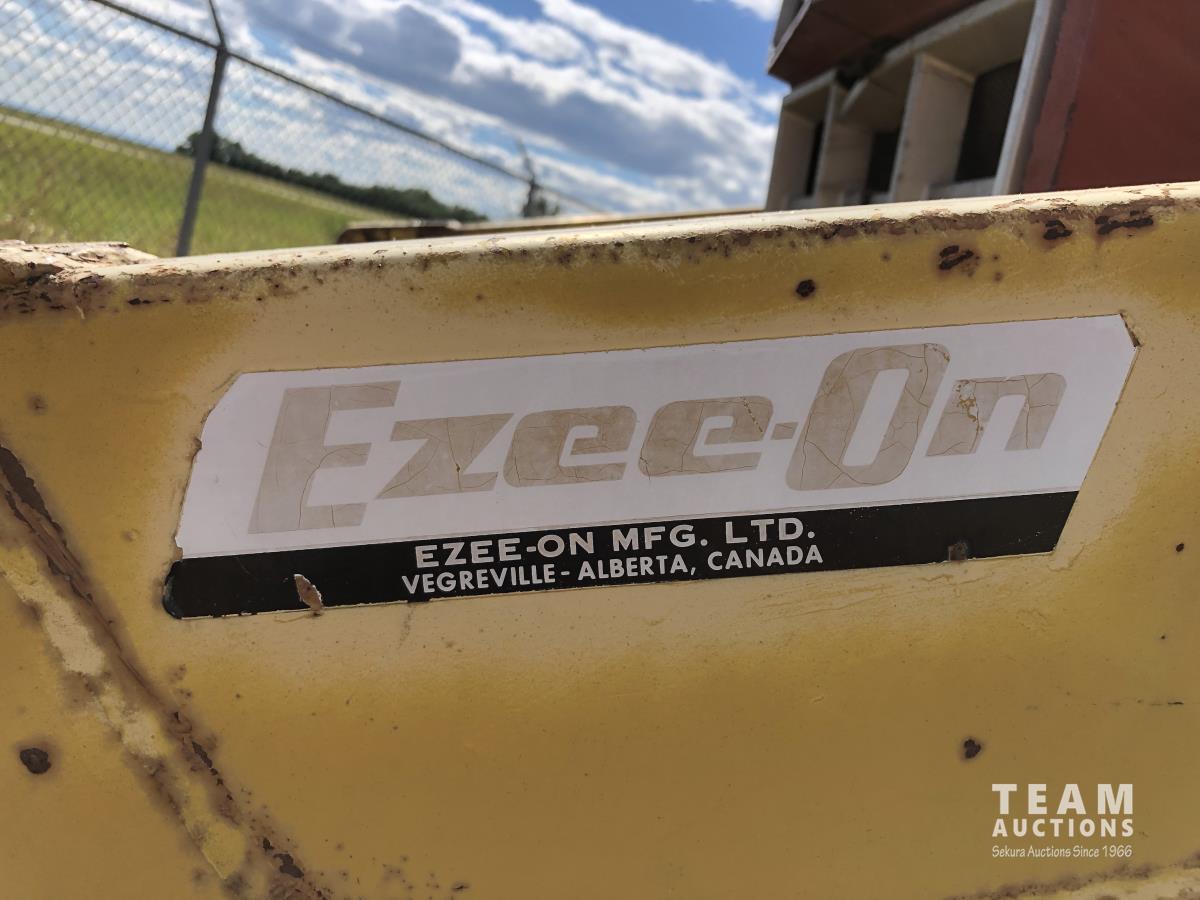 Ezee-On
EZEE-ON MFG. LTD.
VEGREVILLE - ALBERTA, CANADA
TEAM
AUCTIONS
Sekura Auctions Since 1966